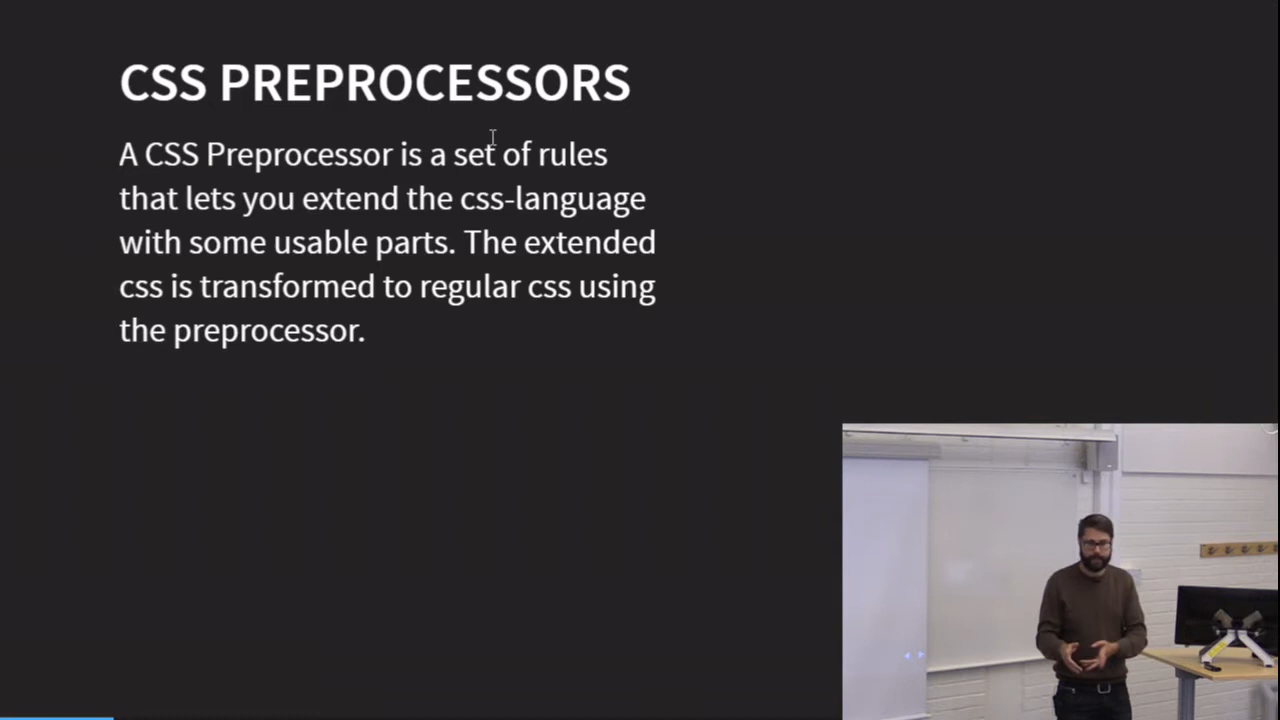 CSS PREPROCESSORS
A CSS Preprocessor is a set of rules
that lets you extend the css-language
with some usable parts. The extended
css is transformed to regular css using
the preprocessor.